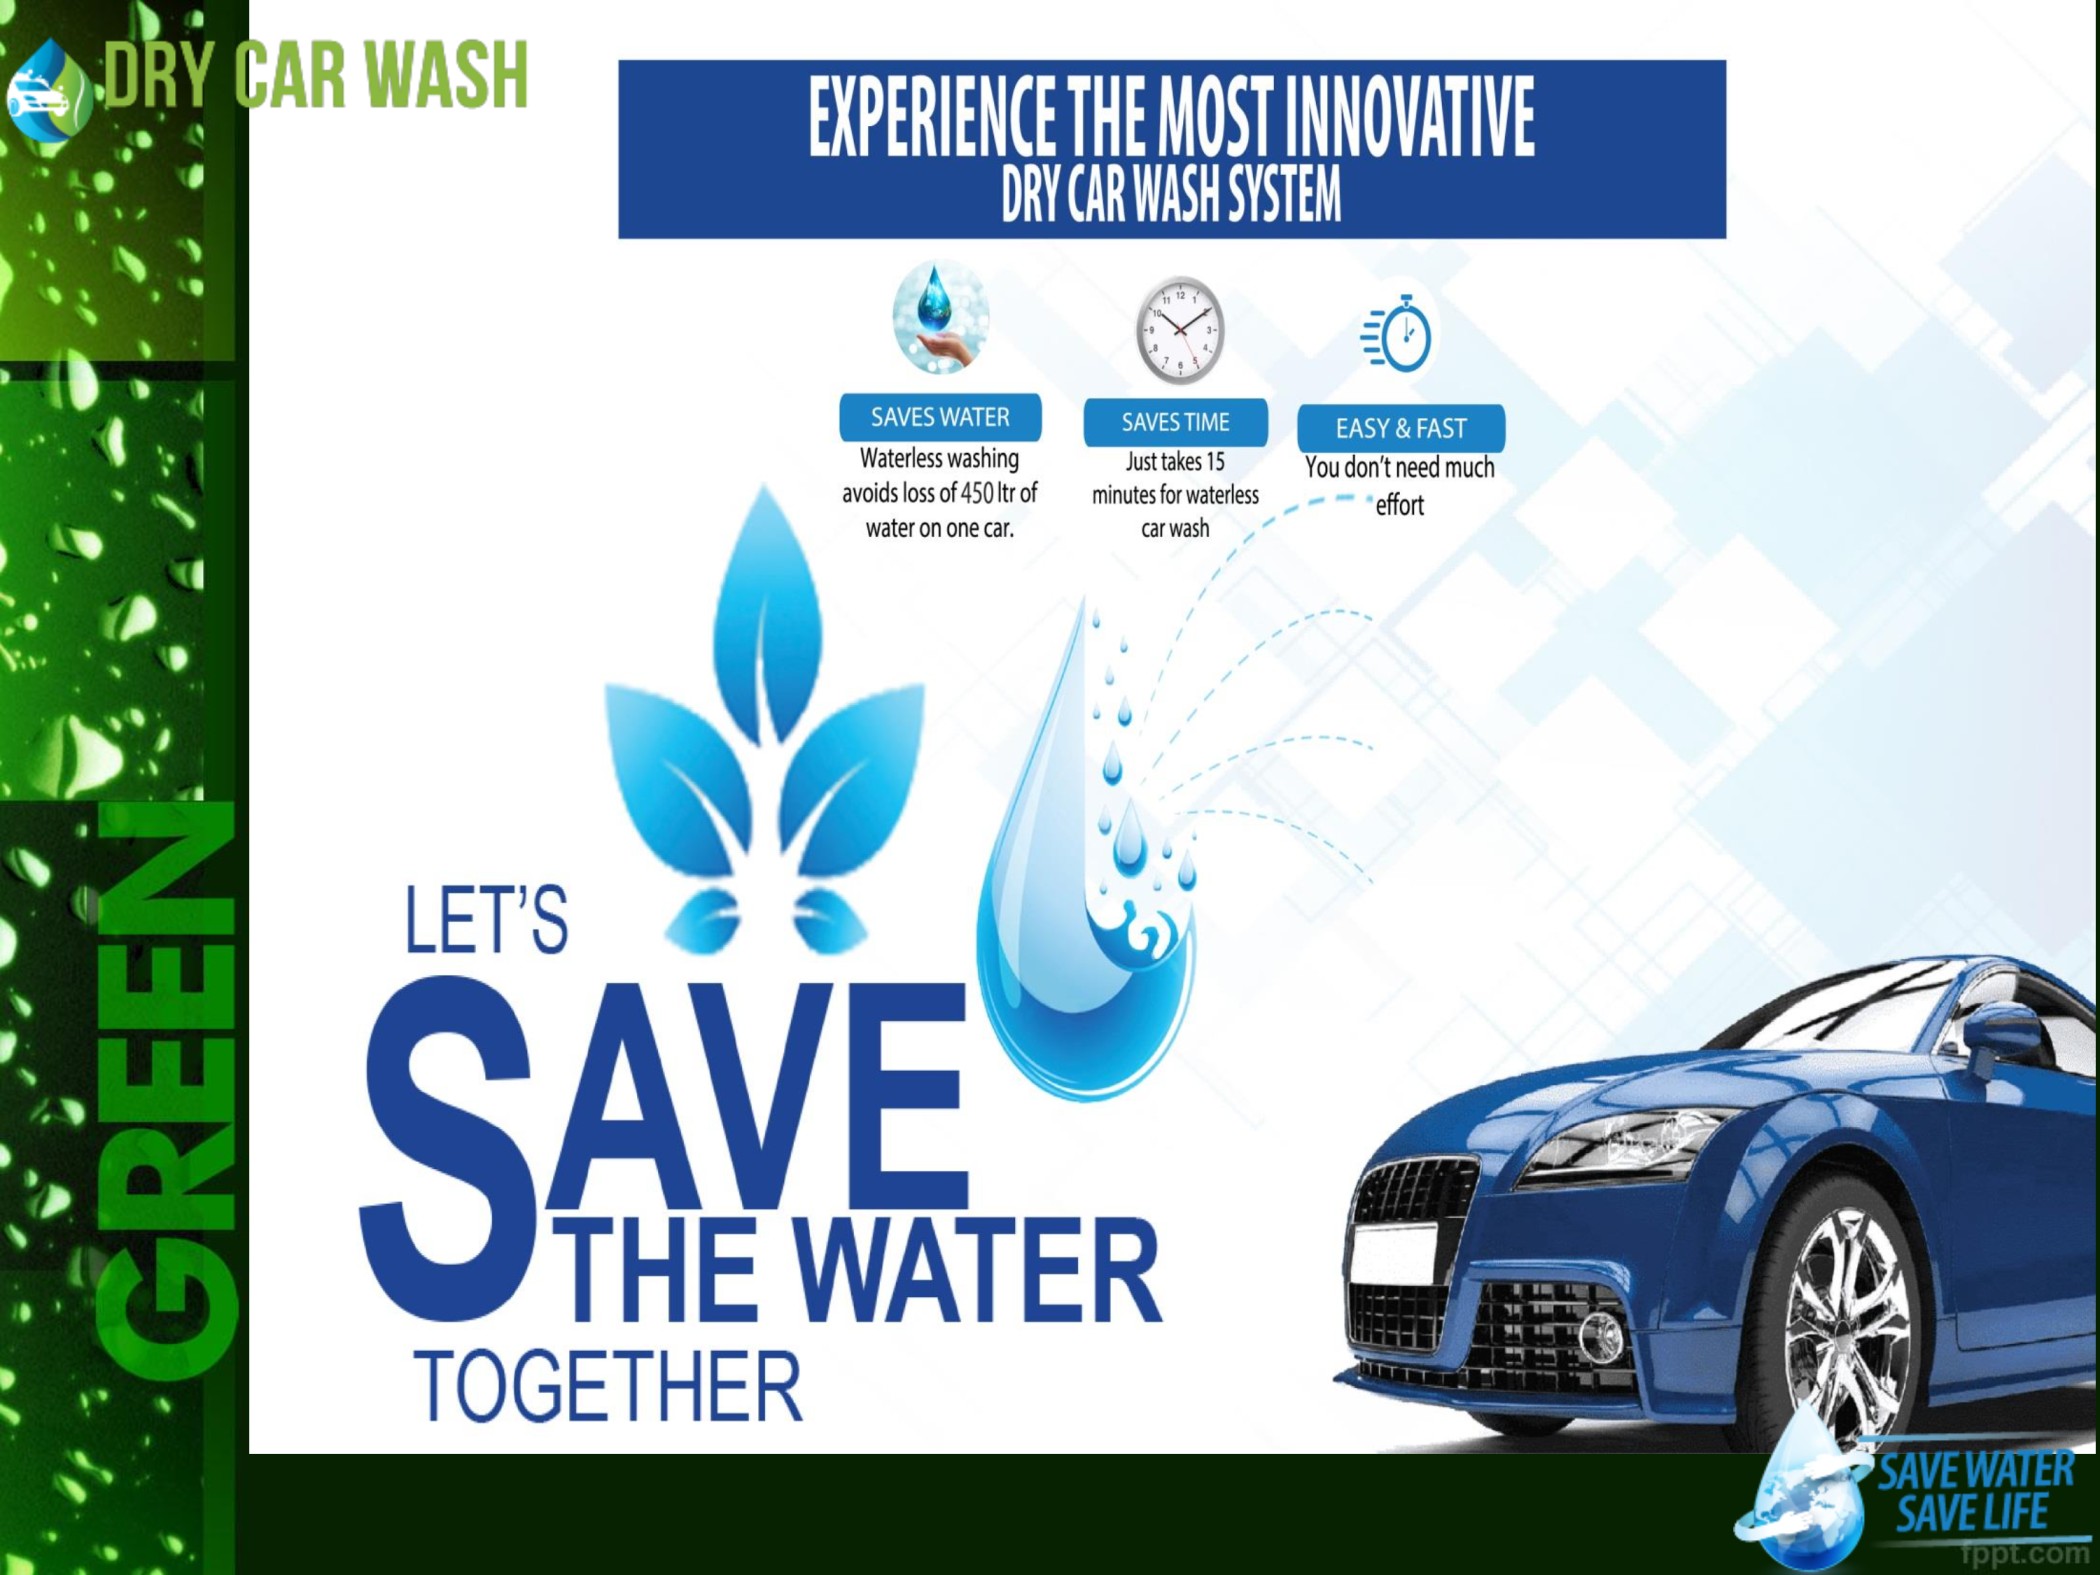 DRY CAR WASH
EXPERIENCE THE MOST INNOVATIVE
DRY CAR WASH SYSTEM
SAVES WATER
Waterless washing
avoids loss of 450 ltr of
water on one car.
SAVES TIME
Just takes 15
minutes for waterless
car wash
EASY & FAST
You don't need much
effort
LET'S
SAVE
THE WATER
TOGETHER
GREEN
SAVE WATER
SAVE LIFE
fppt.com